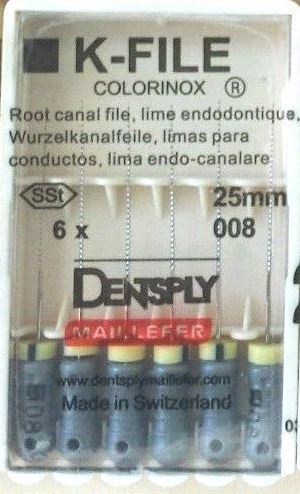 K-FILE
COLORINOX ®
Root canal file, lime endodontique,
Wurzelkanalfeile, limas para
conductos, lima endo-canalare
SSt 25mm
6 x 008
DENTSPLY
MAILLEFER
www.dentsplymaillefer.com
Made in Switzerland